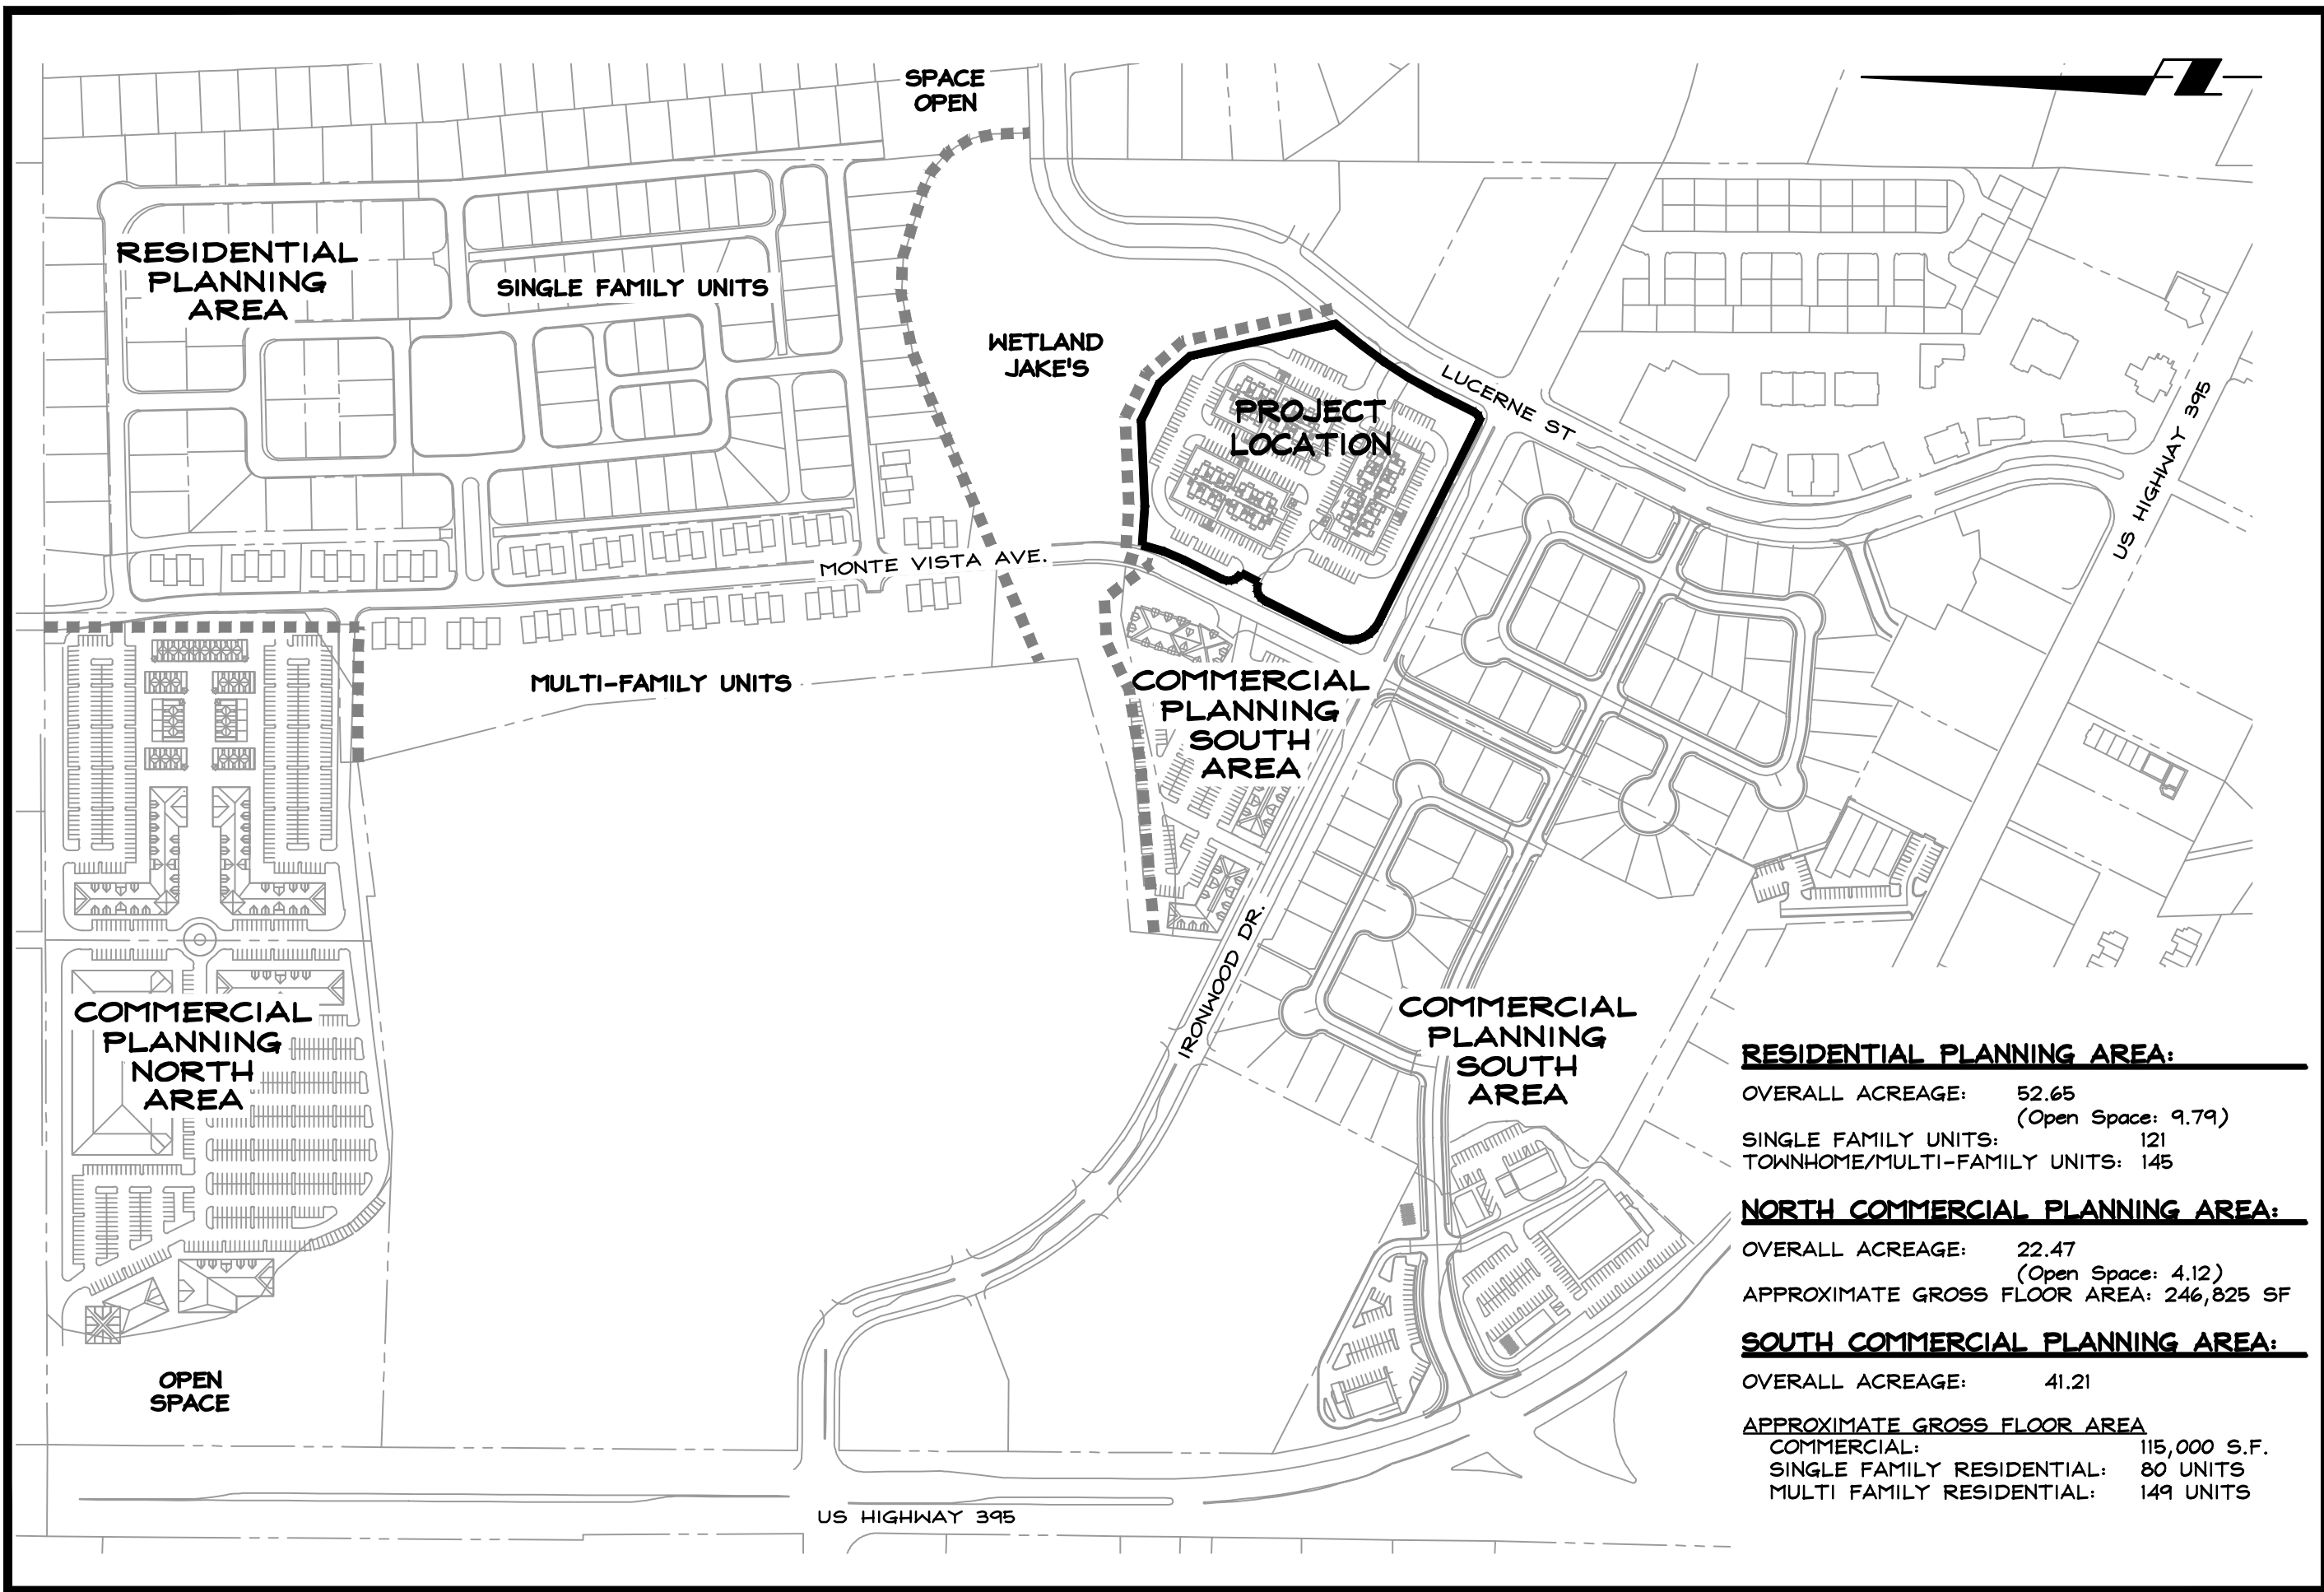 SPACE
OPEN
RESIDENTIAL
PLANNING
AREA
SINGLE FAMILY UNITS
WETLAND
JAKE'S
PROJECT
LOCATION
LUCERNE ST
US HIGHWAY 395
MONTE VISTA AVE.
MULTI-FAMILY UNITS
COMMERCIAL
PLANNING
SOUTH
AREA
IRONWOOD DR.
COMMERCIAL
PLANNING
NORTH
AREA
COMMERCIAL
PLANNING
SOUTH
AREA
OPEN
SPACE
US HIGHWAY 395
RESIDENTIAL PLANNING AREA:
OVERALL ACREAGE: 52.65
(Open Space: 9.79)
SINGLE FAMILY UNITS: 121
TOWNHOME/MULTI-FAMILY UNITS: 145
NORTH COMMERCIAL PLANNING AREA:
OVERALL ACREAGE: 22.47
(Open Space: 4.12)
APPROXIMATE GROSS FLOOR AREA: 246,825 SF
SOUTH COMMERCIAL PLANNING AREA:
OVERALL ACREAGE: 41.21
APPROXIMATE GROSS FLOOR AREA
COMMERCIAL: 115,000 S.F.
SINGLE FAMILY RESIDENTIAL: 80 UNITS
MULTI FAMILY RESIDENTIAL: 149 UNITS